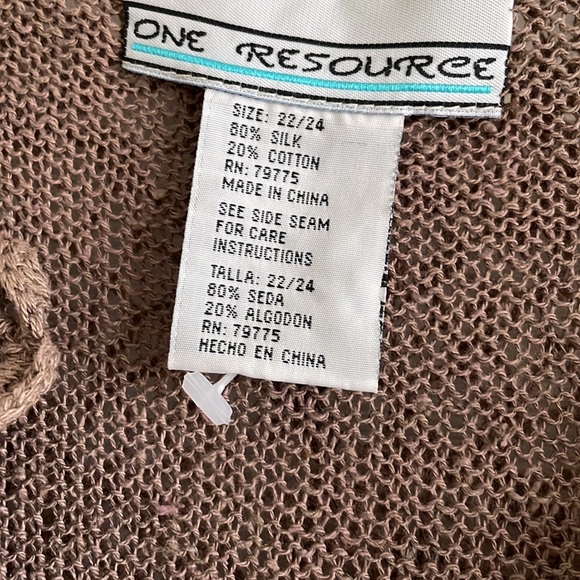 ONE RESOURCE
SIZE: 22/24
80% SILK
20% COTTON
RN: 79775
MADE IN CHINA
SEE SIDE SEAM
FOR CARE
INSTRUCTIONS
TALLA: 22/24
80% SEDA
20% ALGODON
RN: 79775
HECHO EN CHINA